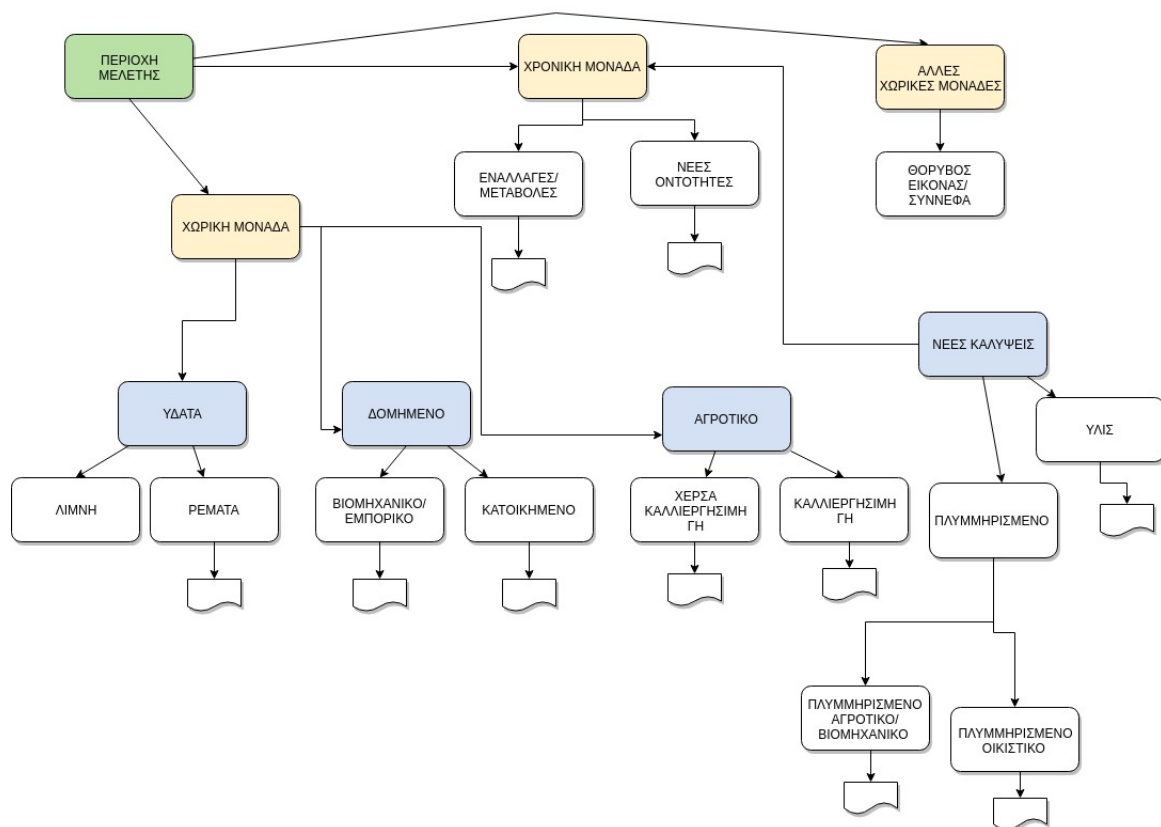 ΠΕΡΙΟΧΗ
ΜΕΛΕΤΗΣ
ΧΡΟΝΙΚΗ ΜΟΝΑΔΑ
ΑΛΛΕΣ
ΧΩΡΙΚΕΣ ΜΟΝΑΔΕΣ
ΕΝΑΛΛΑΓΕΣ/
ΜΕΤΑΒΟΛΕΣ
ΝΕΕΣ
ΟΝΤΟΤΗΤΕΣ
ΘΟΡΥΒΟΣ
ΕΙΚΟΝΑΣ/
ΣΥΝΝΕΦΑ
ΧΩΡΙΚΗ ΜΟΝΑΔΑ
ΝΕΕΣ ΚΑΛΥΨΕΙΣ
ΥΔΑΤΑ
ΔΟΜΗΜΕΝΟ
ΑΓΡΟΤΙΚΟ
ΥΛΙΣ
ΛΙΜΝΗ
ΡΕΜΑΤΑ
ΒΙΟΜΗΧΑΝΙΚΟ/
ΕΜΠΟΡΙΚΟ
ΚΑΤΟΙΚΗΜΕΝΟ
ΧΕΡΣΑ
ΚΑΛΛΙΕΡΓΗΣΙΜΗ
ΓΗ
ΚΑΛΛΙΕΡΓΗΣΙΜΗ
ΓΗ
ΠΛΥΜΜΗΡΙΣΜΕΝΟ
ΠΛΥΜΜΗΡΙΣΜΕΝΟ
ΑΓΡΟΤΙΚΟ/
ΒΙΟΜΗΧΑΝΙΚΟ
ΠΛΥΜΜΗΡΙΣΜΕΝΟ
ΟΙΚΙΣΤΙΚΟ